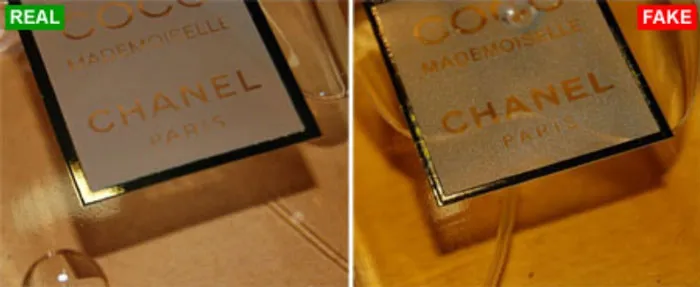 REAL
COCO
MADEMOISELLE
CHANEL
PARIS
FAKE
COCO
MADEMOISELLE
CHANEL
PARIS